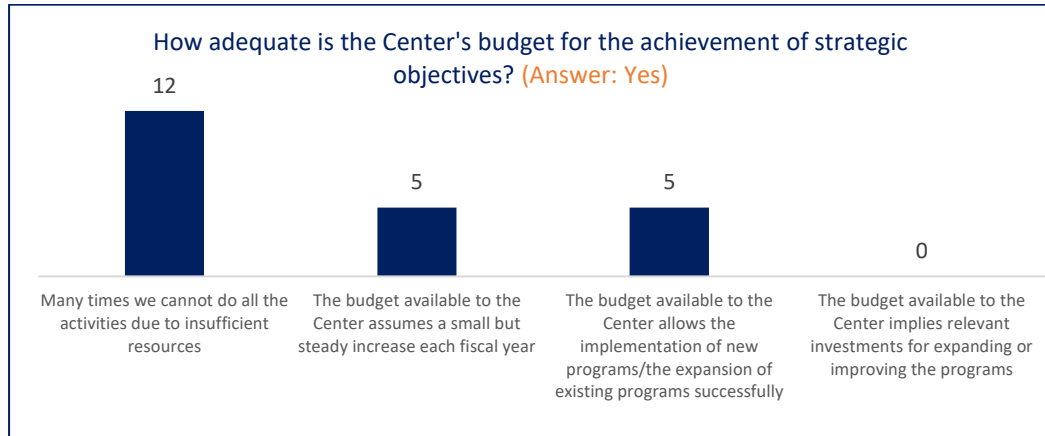 How adequate is the Center's budget for the achievement of strategic
objectives? (Answer: Yes)
12
5
5
0
Many times we cannot do all the
activities due to insufficient
resources
The budget available to the
Center assumes a small but
steady increase each fiscal year
The budget available to the
Center allows the
implementation of new
programs/the expansion of
existing programs successfully
The budget available to the
Center implies relevant
investments for expanding or
improving the programs